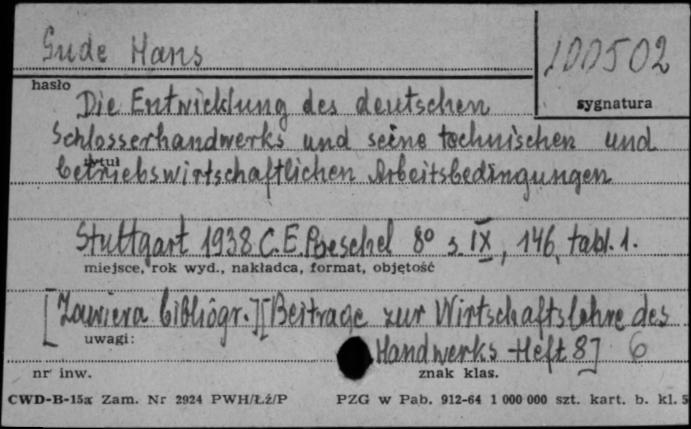 Gude Hans
100502
hasło
sygnatura
Die Entwicklung des deutschen
Schlosserhandwerks und seine technischen und
tytuł
betriebswirtschaftlichen Arbeitsbedingungen
Stuttgart 1938 C.E. Poeschel 8° s. IX, 146, tabl. 1.
miejsce, rok wyd., nakładca, format, objętość
[Zawiera bibliogr.] [Beitrage zur Wirtschaftslehre des
uwagi:
Handwerks Heft 8] 6
nr inw.
znak klas.
CWD-B-15a Zam. Nr 2924 PWH/Łź/P
PZG w Pab. 912-64 1 000 000 szt. kart. b. kl. 5